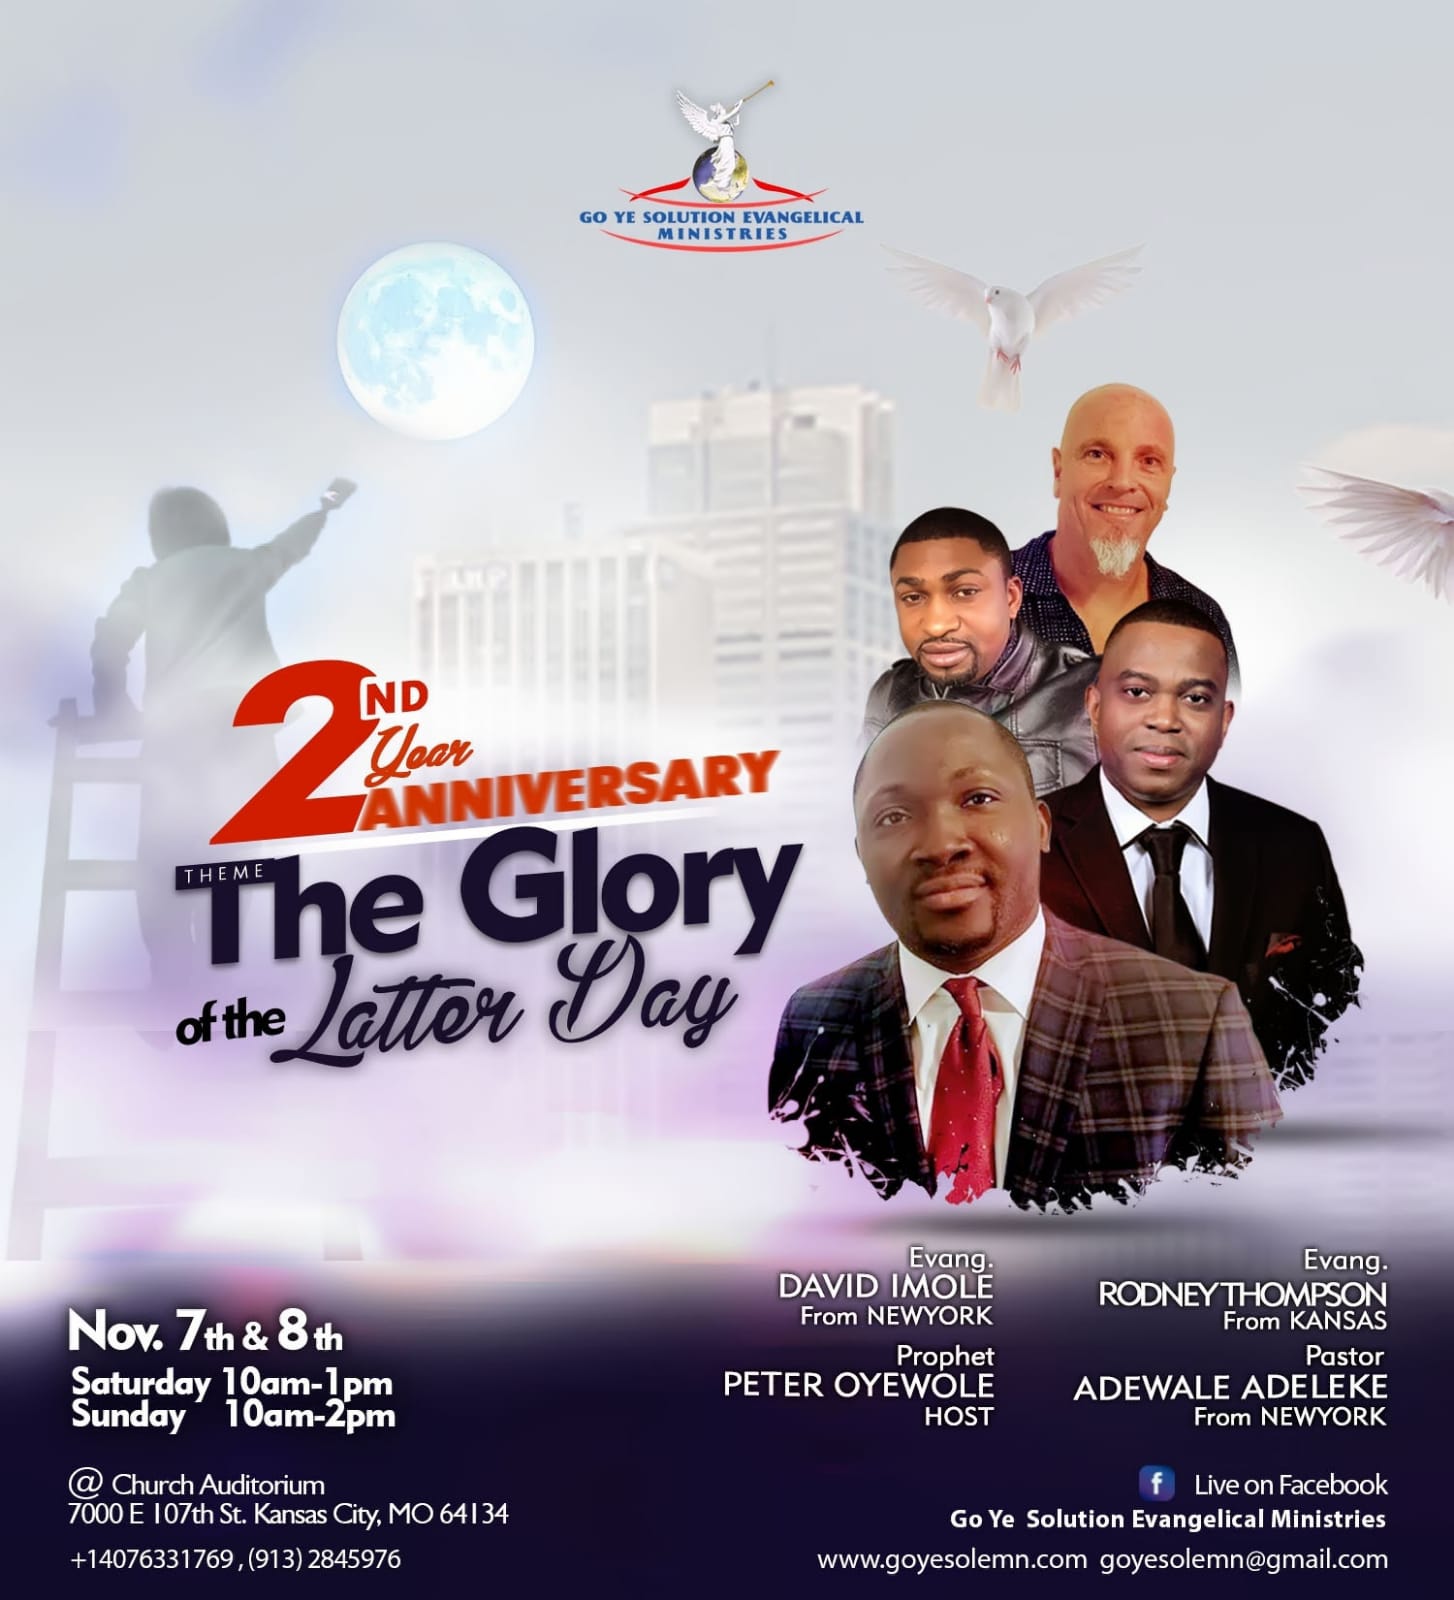 GO YE SOLUTION EVANGELICAL
MINISTRIES
2ND
Year
ANNIVERSARY
THEME
The Glory
of the Latter Day
Evang.
DAVID IMOLE
From NEWYORK
Evang.
RODNEY THOMPSON
From KANSAS
Prophet
PETER OYEWOLE
HOST
Pastor
ADEWALE ADELEKE
From NEWYORK
Nov. 7th & 8th
Saturday 10am-1pm
Sunday 10am-2pm
@ Church Auditorium
7000 E 107th St. Kansas City, MO 64134
+14076331769 , (913) 2845976
f Live on Facebook
Go Ye Solution Evangelical Ministries
www.goyesolemn.com goyesolemn@gmail.com